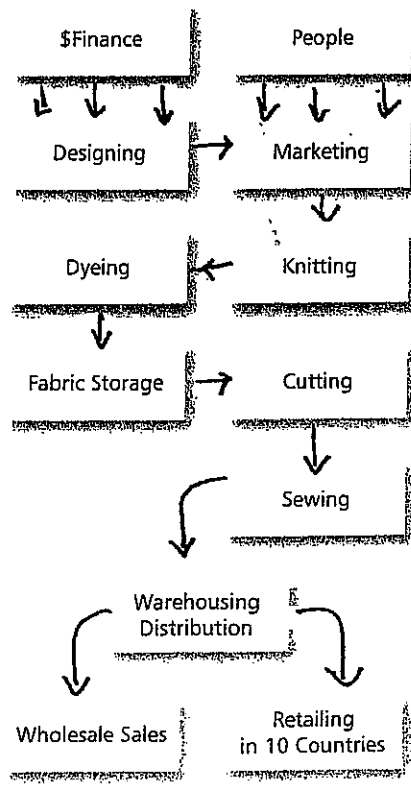 $Finance
People
Designing
Marketing
Dyeing
Knitting
Fabric Storage
Cutting
Sewing
Warehousing
Distribution
Wholesale Sales
Retailing
in 10 Countries